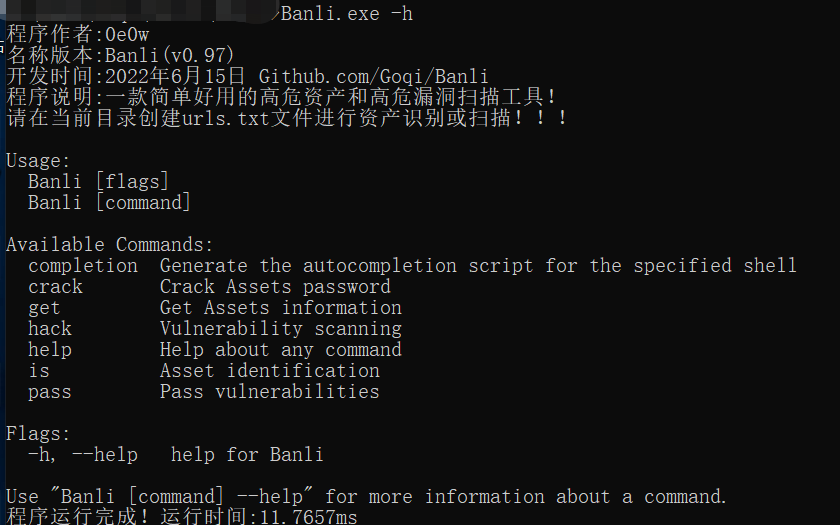 Banli.exe -h
程序作者:0e0w
名称版本:Banli(v0.97)
开发时间:2022年6月15日 Github.com/Goqi/Banli
程序说明:一款简单好用的高危资产和高危漏洞扫描工具!
请在当前目录创建urls.txt文件进行资产识别或扫描！！！
Usage:
Banli [flags]
Banli [command]
Available Commands:
completion  Generate the autocompletion script for the specified shell
crack       Crack Assets password
get         Get Assets information
hack        Vulnerability scanning
help        Help about any command
is          Asset identification
pass        Pass vulnerabilities
Flags:
-h, --help   help for Banli
Use "Banli [command] --help" for more information about a command.
程序运行完成！运行时间:11.7657ms